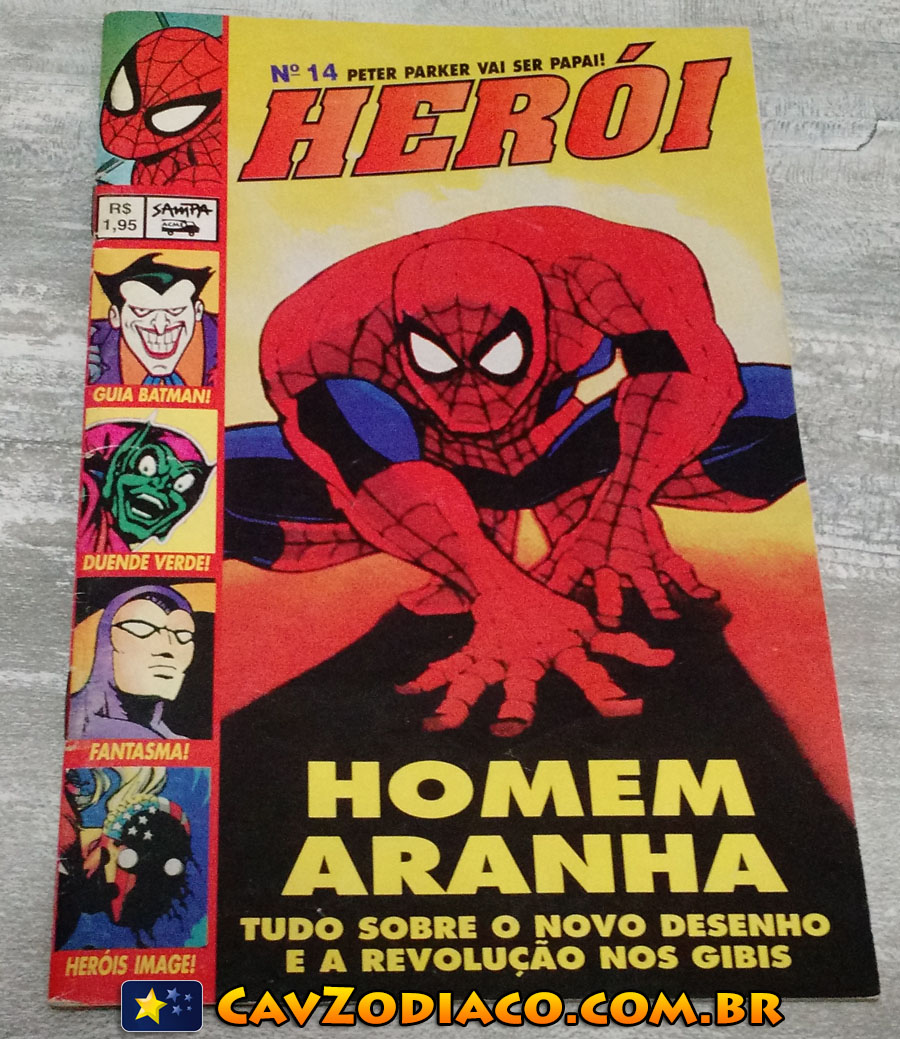 Nº 14 PETER PARKER VAI SER PAPAI!
HERÓI
R$
1,95
SAMPA
ACME
GUIA BATMAN!
DUENDE VERDE!
FANTASMA!
HERÓIS IMAGE!
HOMEM
ARANHA
TUDO SOBRE O NOVO DESENHO
E A REVOLUÇÃO NOS GIBIS
CAVZODIACO.COM.BR